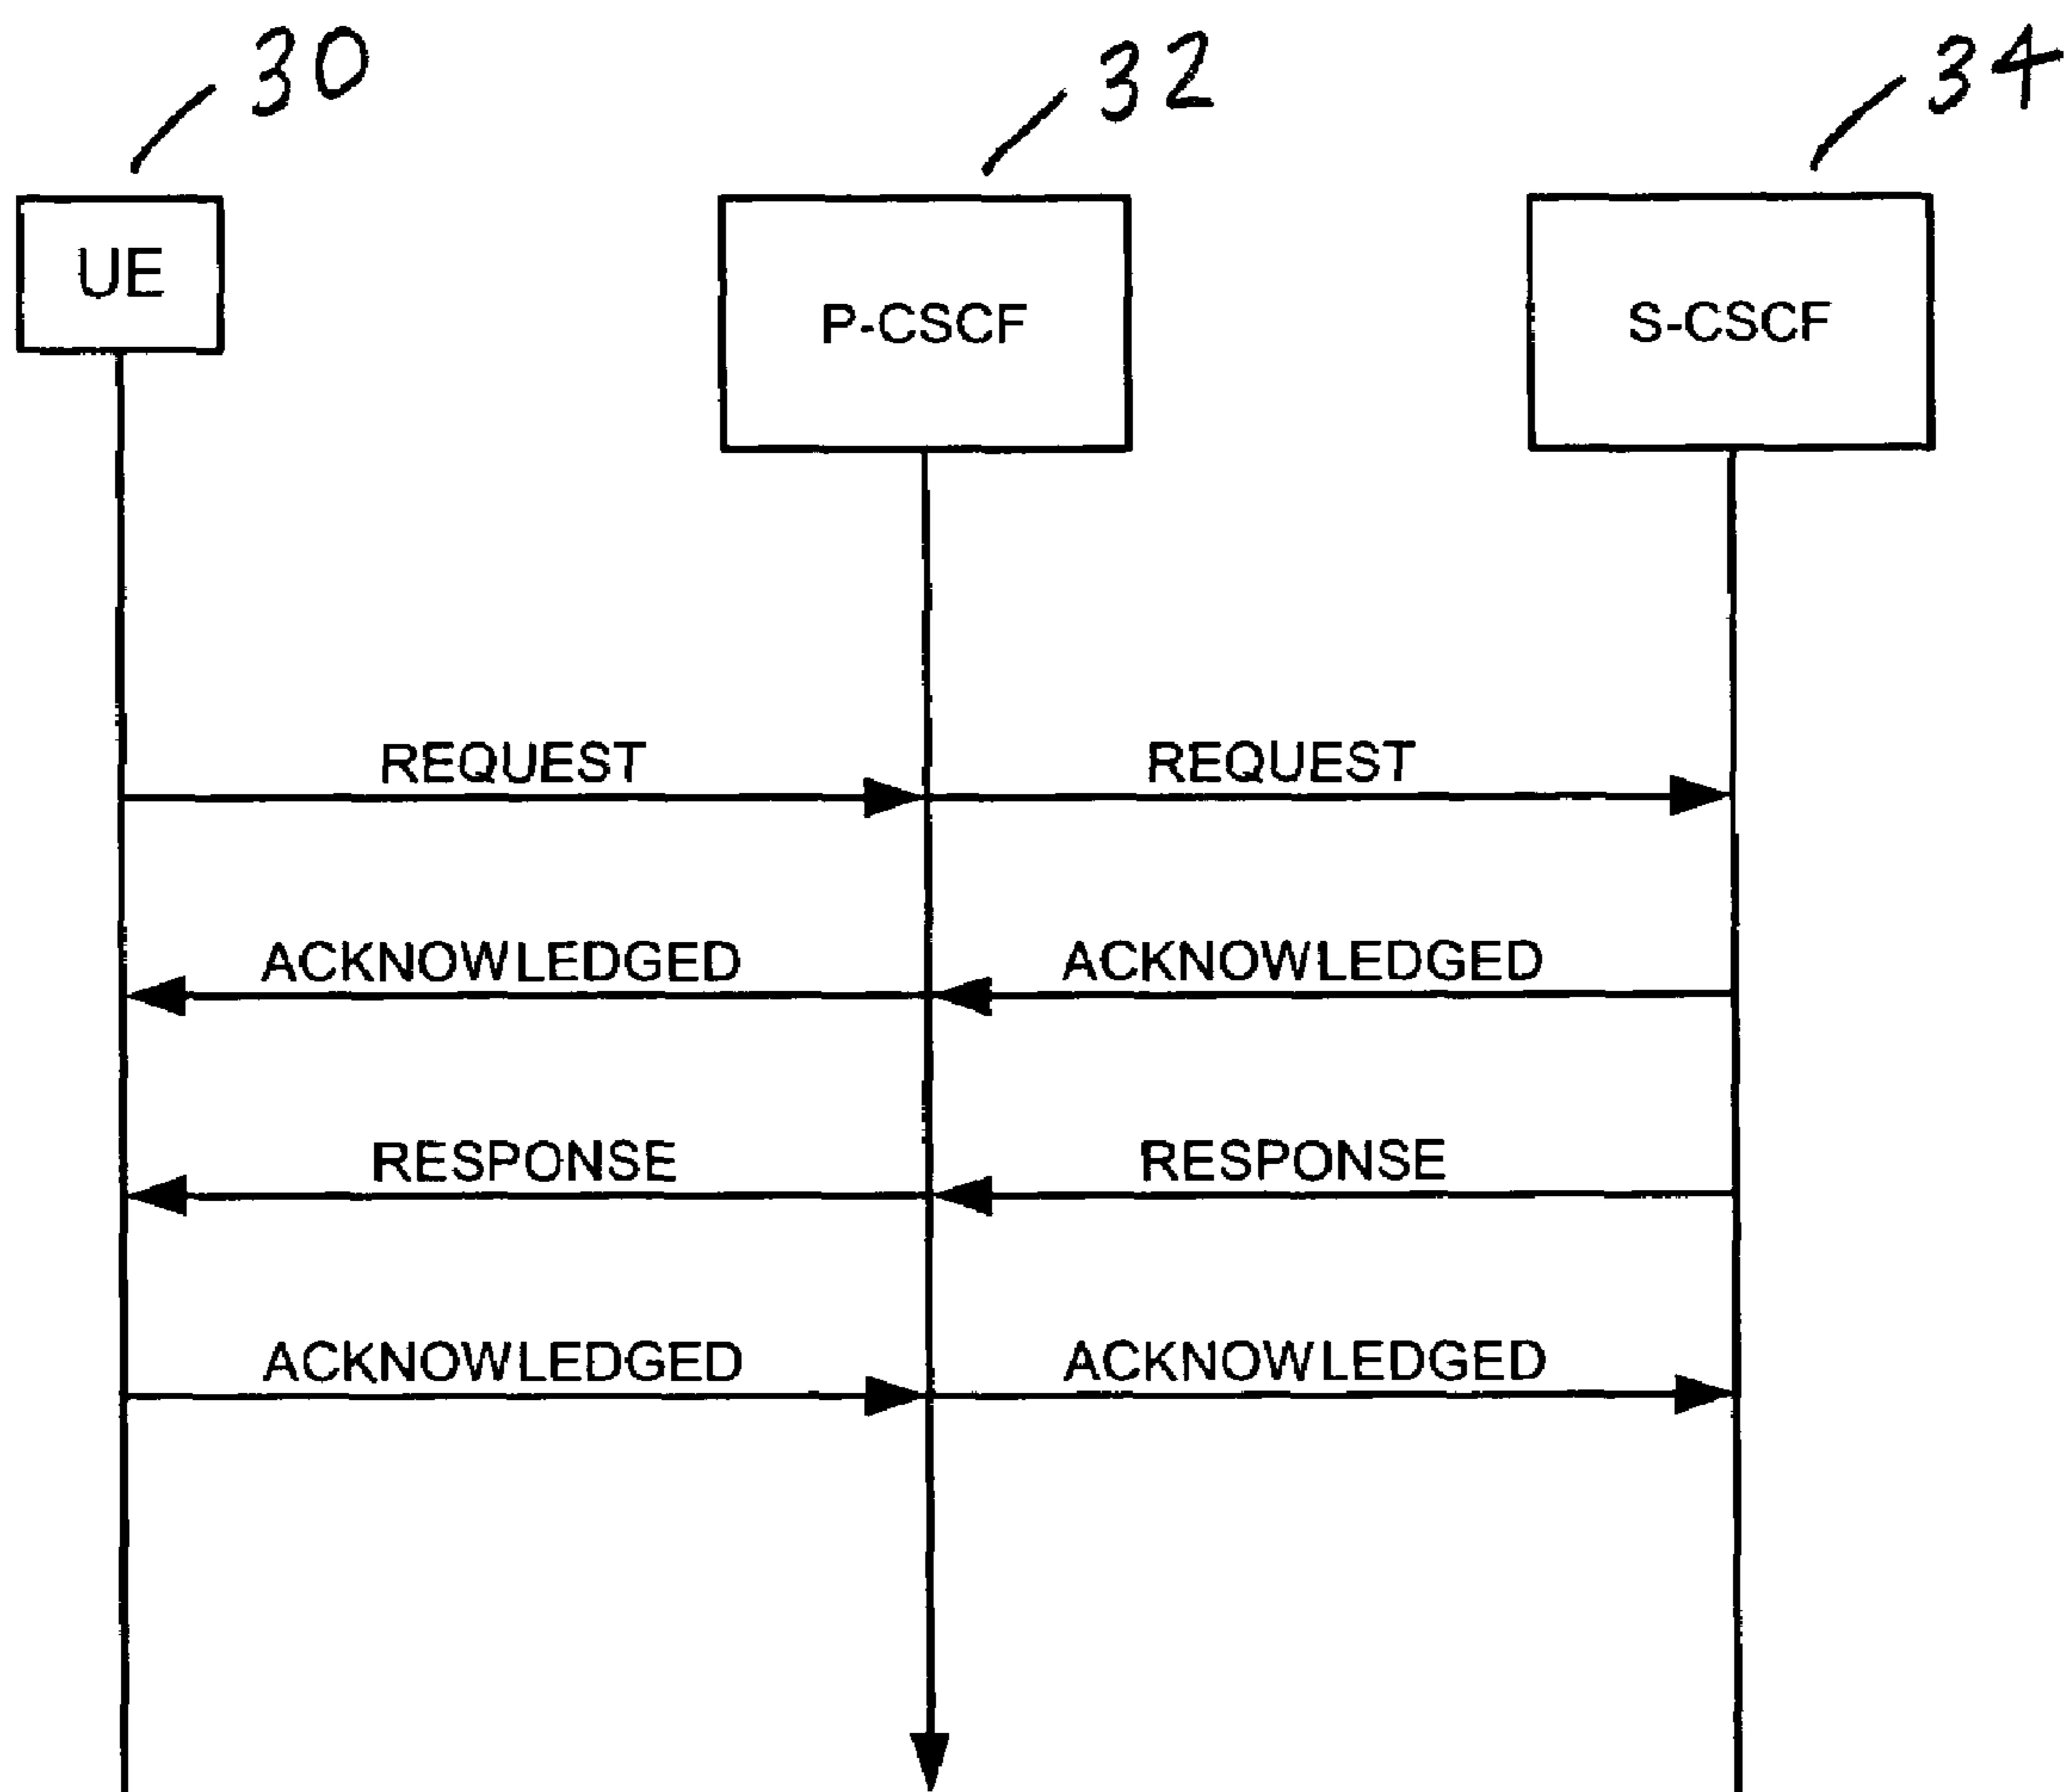 30
32
34
UE
P-CSCF
S-CSCF
REQUEST
REQUEST
ACKNOWLEDGED
ACKNOWLEDGED
RESPONSE
RESPONSE
ACKNOWLEDGED
ACKNOWLEDGED